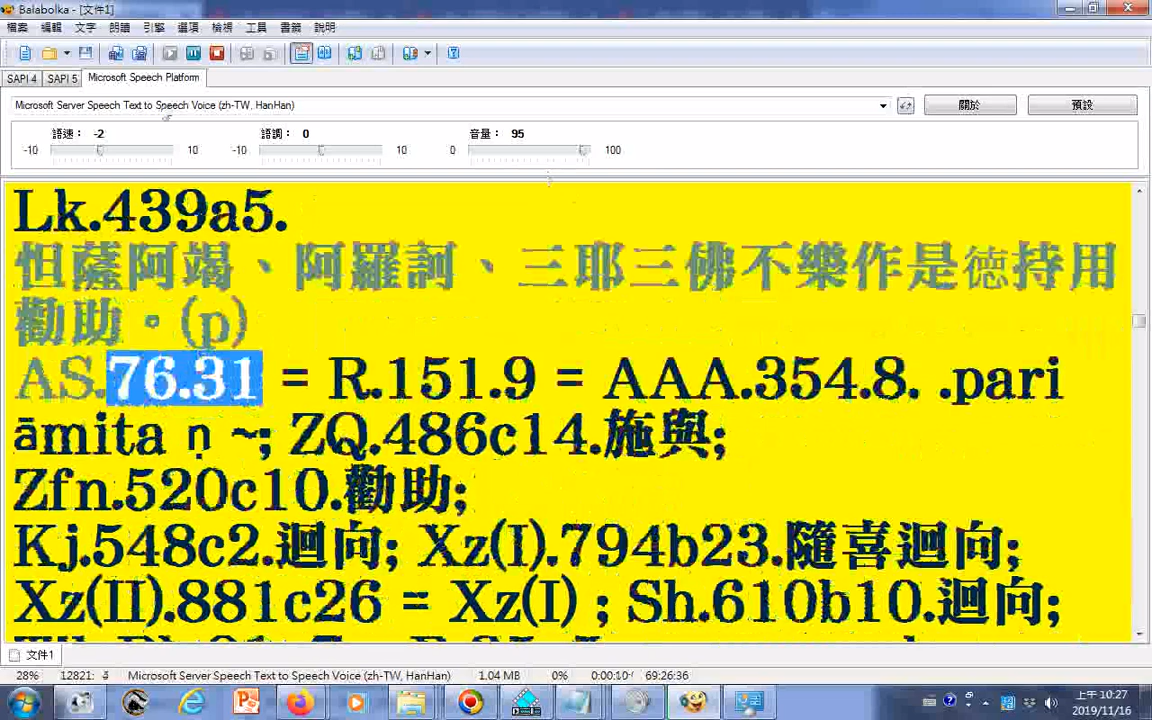 Balabolka - [文件1]
檔案 編輯 文字 朗讀 引擎 選項 檢視 工具 書籤 說明
SAPI 4 SAPI 5 Microsoft Speech Platform
Microsoft Server Speech Text to Speech Voice (zh-TW, HanHan) 關於 預設
語速： -2 語調： 0 音量： 95
-10 10 -10 10 0 100
Lk.439a5.
怛薩阿竭、阿羅訶、三耶三佛不樂作是德持用
勸助。(p)
AS.76.31 = R.151.9 = AAA.354.8. .pari
āmita ṇ ~; ZQ.486c14.施與;
Zfn.520c10.勸助;
Kj.548c2.迴向; Xz(I).794b23.隨喜迴向;
Xz(II).881c26 = Xz(I) ; Sh.610b10.迴向;
文件1
28% 12821: Microsoft Server Speech Text to Speech Voice (zh-TW, HanHan) 1.04 MB 0% 0:00:10 69:26:36
上午 10:27
2019/11/16